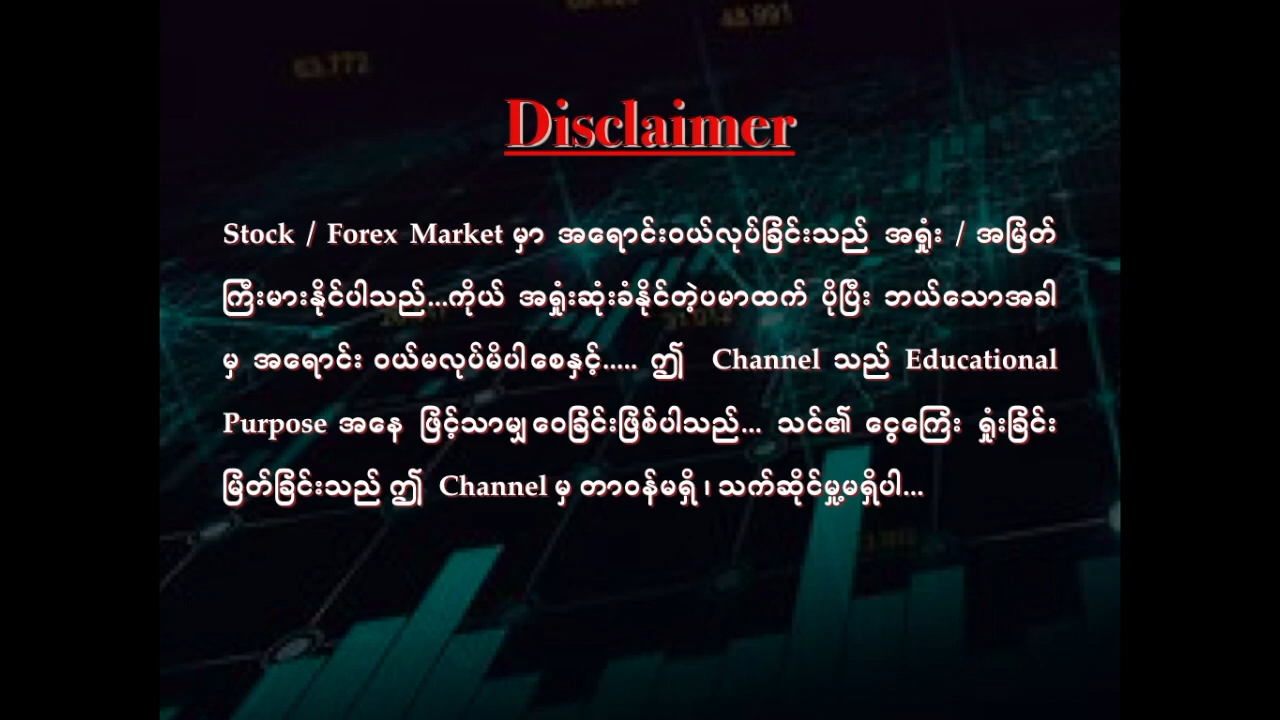 63.772
45.991
Disclaimer
Stock / Forex Market မှာ အရောင်းဝယ်လုပ်ခြင်းသည် အရှုံး / အမြတ်
ကြီးမားနိုင်ပါသည်...ကိုယ် အရှုံးဆုံးခံနိုင်တဲ့ပမာထက် ပိုပြီး ဘယ်သောအခါ
မှ အရောင်း ဝယ်မလုပ်မိပါစေနှင့်..... ဤ Channel သည် Educational
Purpose အနေ ဖြင့်သာမျှဝေခြင်းဖြစ်ပါသည်... သင်၏ ငွေကြေး ရှုံးခြင်း
မြတ်ခြင်းသည် ဤ Channel မှ တာဝန်မရှိ ၊ သက်ဆိုင်မှု့မရှိပါ...